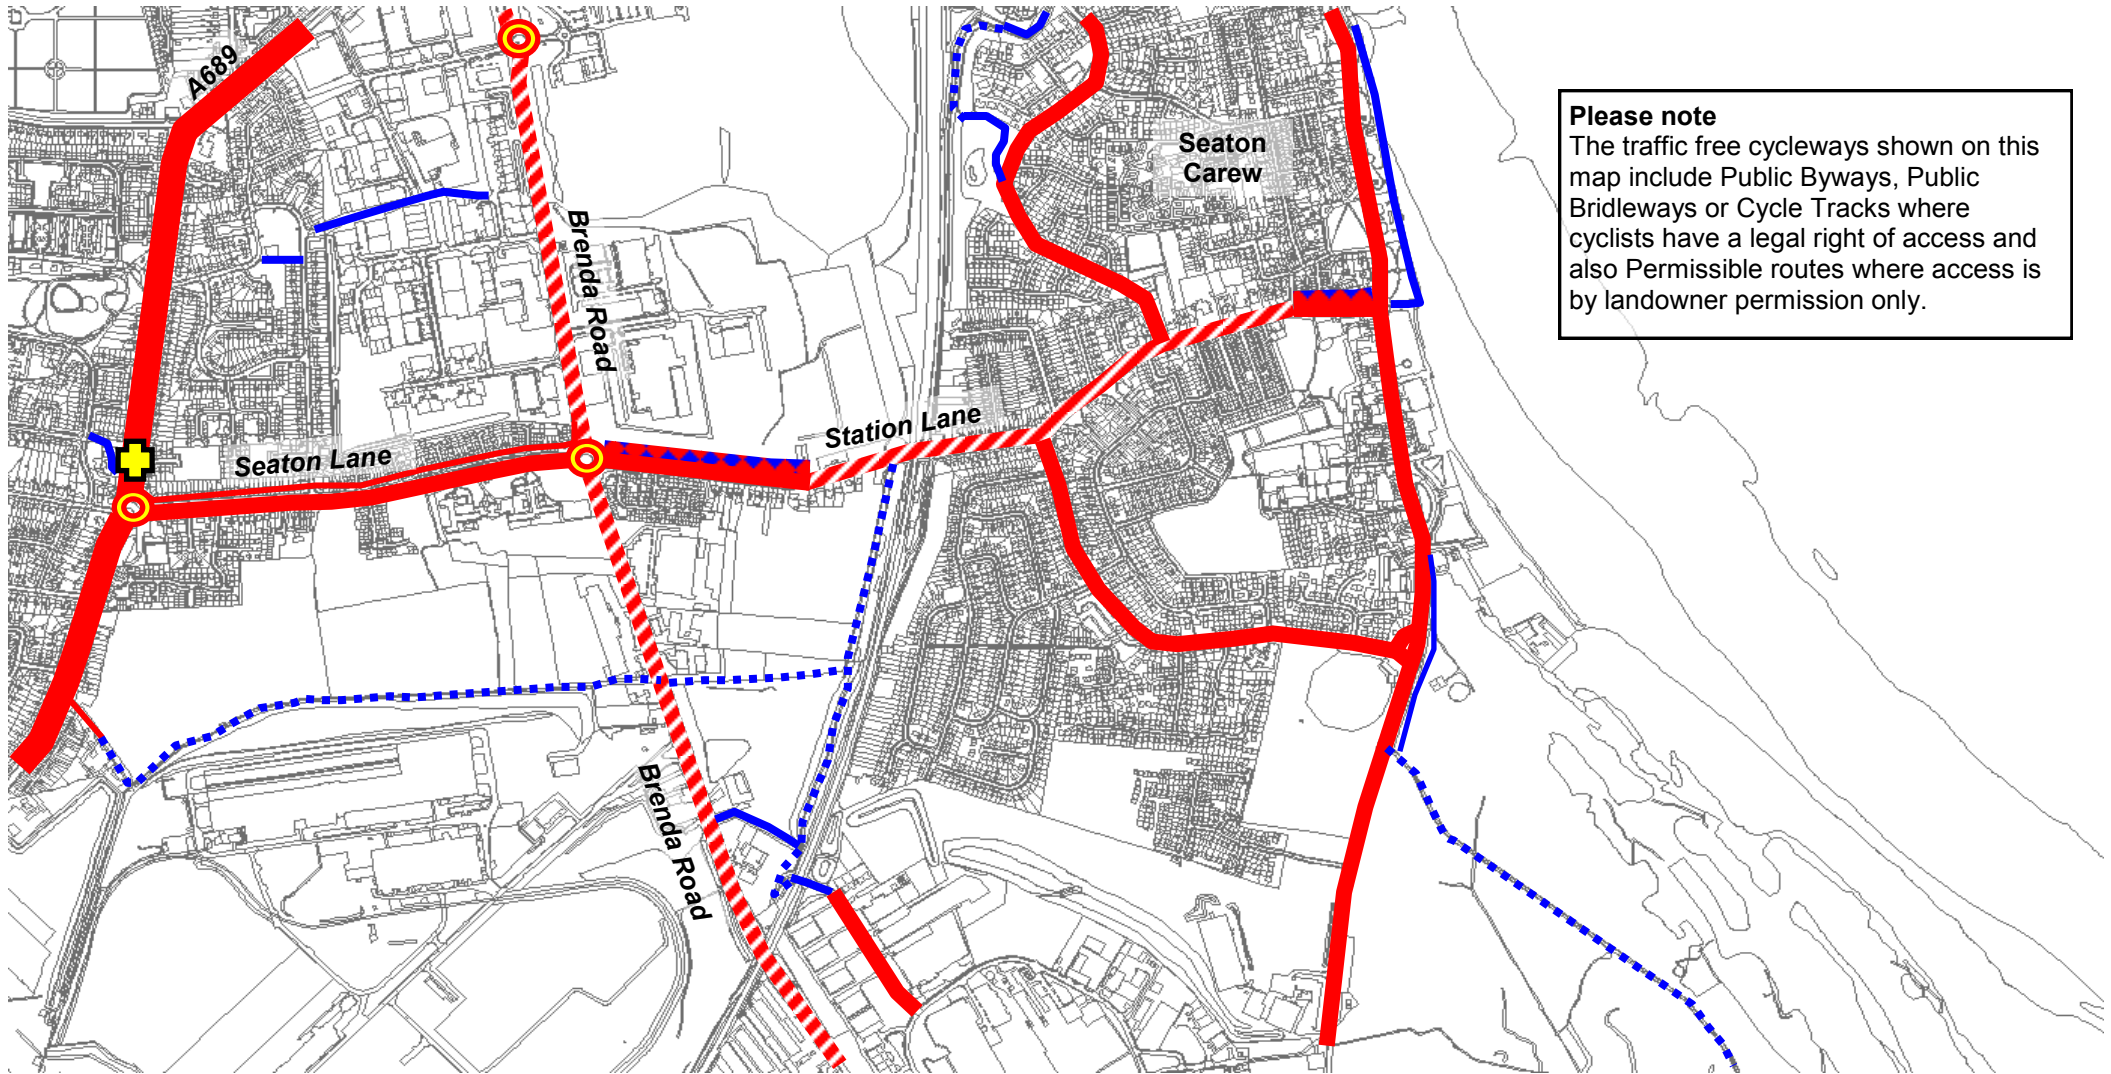 A689
Seaton
Carew
Please note
The traffic free cycleways shown on this
map include Public Byways, Public
Bridleways or Cycle Tracks where
cyclists have a legal right of access and
also Permissible routes where access is
by landowner permission only.
Brenda Road
Station Lane
Seaton Lane
Brenda Road